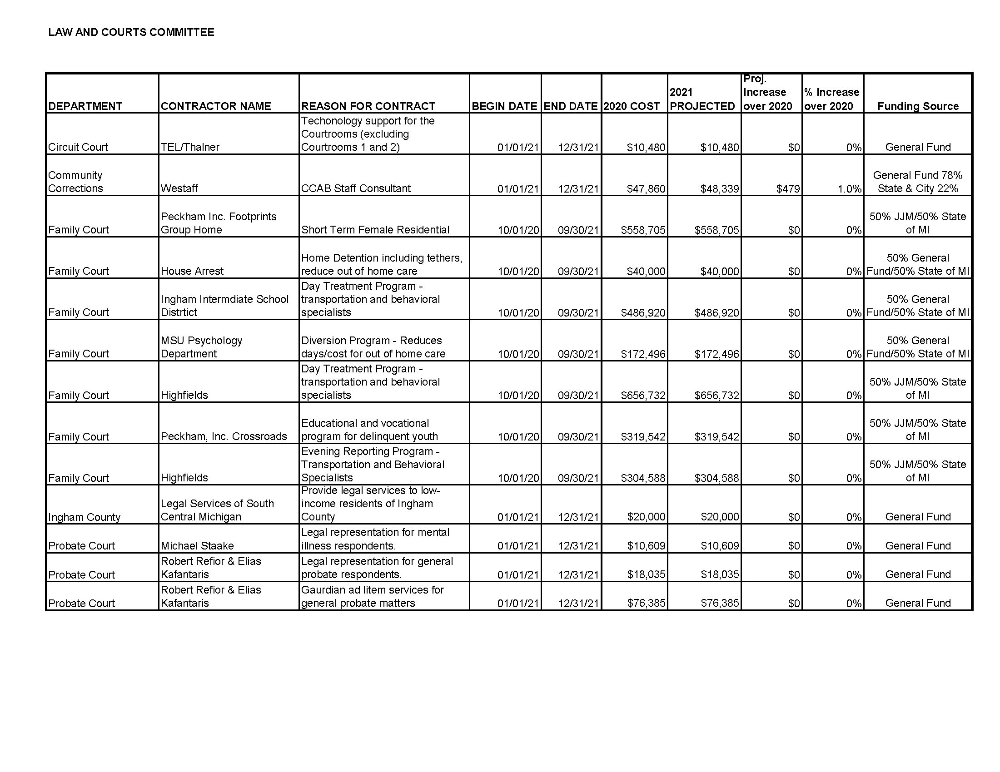 LAW AND COURTS COMMITTEE
DEPARTMENT
CONTRACTOR NAME
REASON FOR CONTRACT
BEGIN DATE
END DATE
2020 COST
2021
PROJECTED
Proj.
Increase
over 2020
% Increase
over 2020
Funding Source
Circuit Court
TEL/Thalner
Techonology support for the
Courtrooms (excluding
Courtrooms 1 and 2)
01/01/21
12/31/21
$10,480
$10,480
$0
0%
General Fund
Community
Corrections
Westaff
CCAB Staff Consultant
01/01/21
12/31/21
$47,860
$48,339
$479
1.0%
General Fund 78%
State & City 22%
Family Court
Peckham Inc. Footprints
Group Home
Short Term Female Residential
10/01/20
09/30/21
$558,705
$558,705
$0
0%
50% JJM/50% State
of MI
Family Court
House Arrest
Home Detention including tethers,
reduce out of home care
10/01/20
09/30/21
$40,000
$40,000
$0
0%
50% General
Fund/50% State of MI
Family Court
Ingham Intermdiate School
Distrtict
Day Treatment Program -
transportation and behavioral
specialists
10/01/20
09/30/21
$486,920
$486,920
$0
0%
50% General
Fund/50% State of MI
Family Court
MSU Psychology
Department
Diversion Program - Reduces
days/cost for out of home care
10/01/20
09/30/21
$172,496
$172,496
$0
0%
50% General
Fund/50% State of MI
Family Court
Highfields
Day Treatment Program -
transportation and behavioral
specialists
10/01/20
09/30/21
$656,732
$656,732
$0
0%
50% JJM/50% State
of MI
Family Court
Peckham, Inc. Crossroads
Educational and vocational
program for delinquent youth
10/01/20
09/30/21
$319,542
$319,542
$0
0%
50% JJM/50% State
of MI
Family Court
Highfields
Evening Reporting Program -
Transportation and Behavioral
Specialists
10/01/20
09/30/21
$304,588
$304,588
$0
0%
50% JJM/50% State
of MI
Ingham County
Legal Services of South
Central Michigan
Provide legal services to low-
income residents of Ingham
County
01/01/21
12/31/21
$20,000
$20,000
$0
0%
General Fund
Probate Court
Michael Staake
Legal representation for mental
illness respondents.
01/01/21
12/31/21
$10,609
$10,609
$0
0%
General Fund
Probate Court
Robert Refior & Elias
Kafantaris
Legal representation for general
probate respondents.
01/01/21
12/31/21
$18,035
$18,035
$0
0%
General Fund
Probate Court
Robert Refior & Elias
Kafantaris
Gaurdian ad litem services for
general probate matters
01/01/21
12/31/21
$76,385
$76,385
$0
0%
General Fund